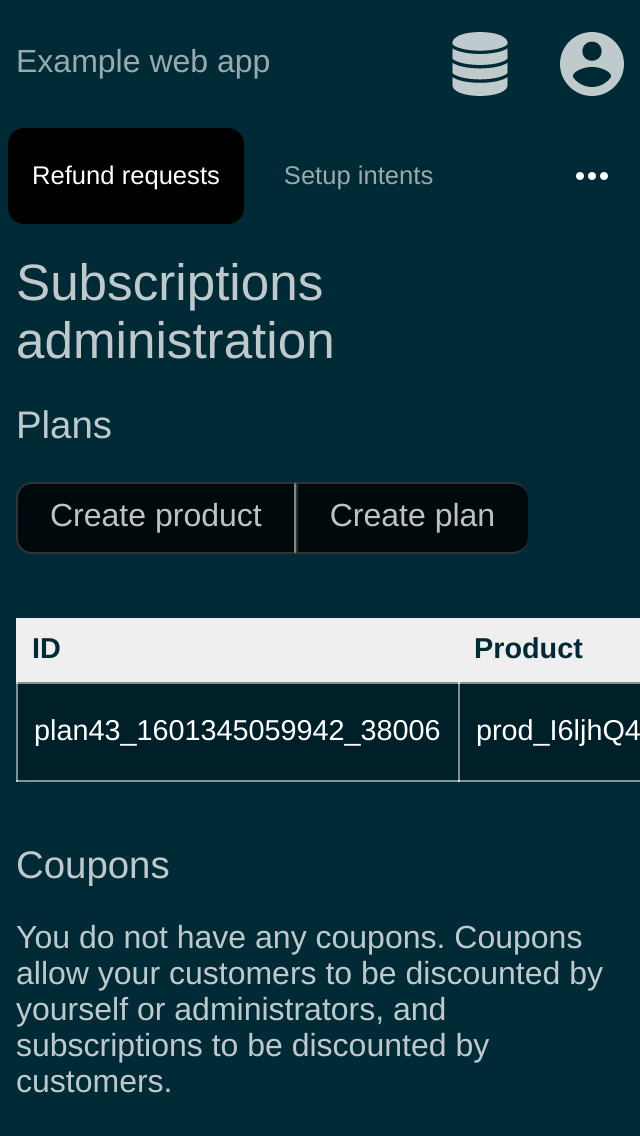 Example web app
Refund requests Setup intents
Subscriptions
administration
Plans
Create product Create plan
ID Product
plan43_1601345059942_38006 prod_I6ljhQ4
Coupons
You do not have any coupons. Coupons
allow your customers to be discounted by
yourself or administrators, and
subscriptions to be discounted by
customers.